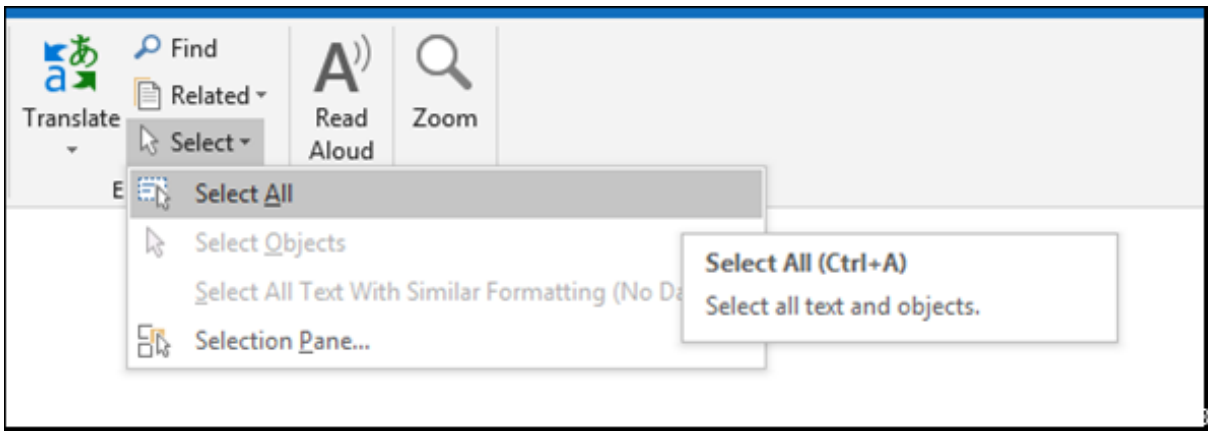 Translate
Find
Related
Select
Read
Aloud
Zoom
E
Select All
Select Objects
Select All Text With Similar Formatting (No Da
Selection Pane...
Select All (Ctrl+A)
Select all text and objects.